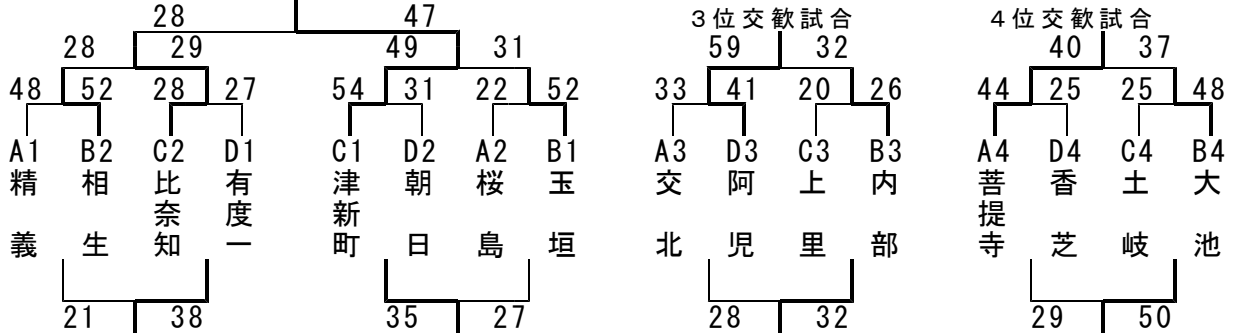 28 47 3位交歓試合 4位交歓試合
28 29 49 31 59 32 40 37
48 52 28 27 54 31 22 52 33 41 20 26 44 25 25 48
A1 B2 C2 D1 C1 D2 A2 B1 A3 D3 C3 B3 A4 D4 C4 B4
精義 相生 比奈知 有度一 津新町 朝日 桜島 玉垣 交北 阿児 上里 内部 菩提寺 香芝 土岐 大池
21 38 35 27 28 32 29 50